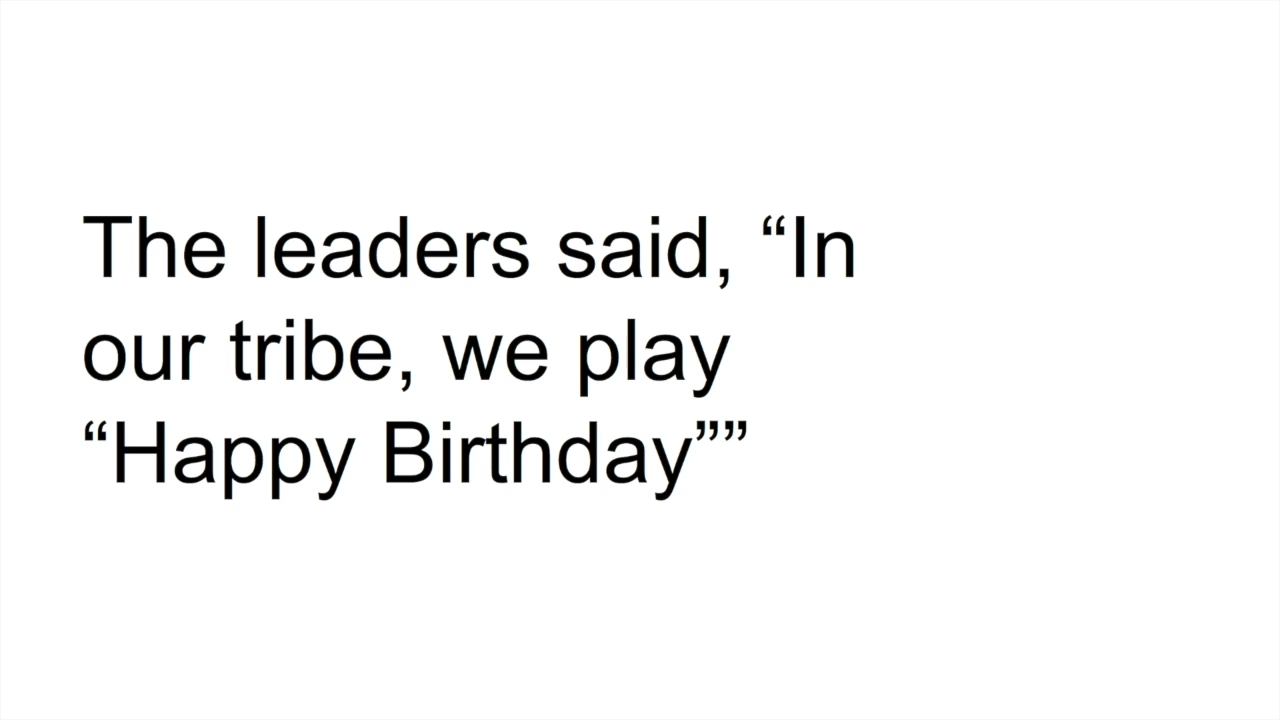 The leaders said, “In
our tribe, we play
“Happy Birthday””